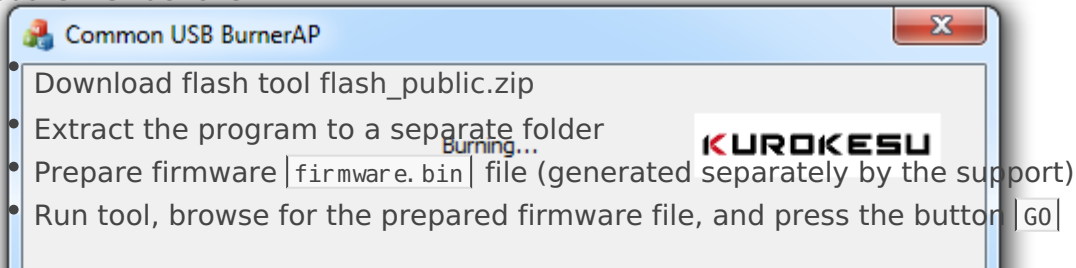 Common USB BurnerAP
Download flash tool flash_public.zip
Extract the program to a separate folder
Burning...
KUROKESU
Prepare firmware firmware.bin file (generated separately by the support)
Run tool, browse for the prepared firmware file, and press the button GO